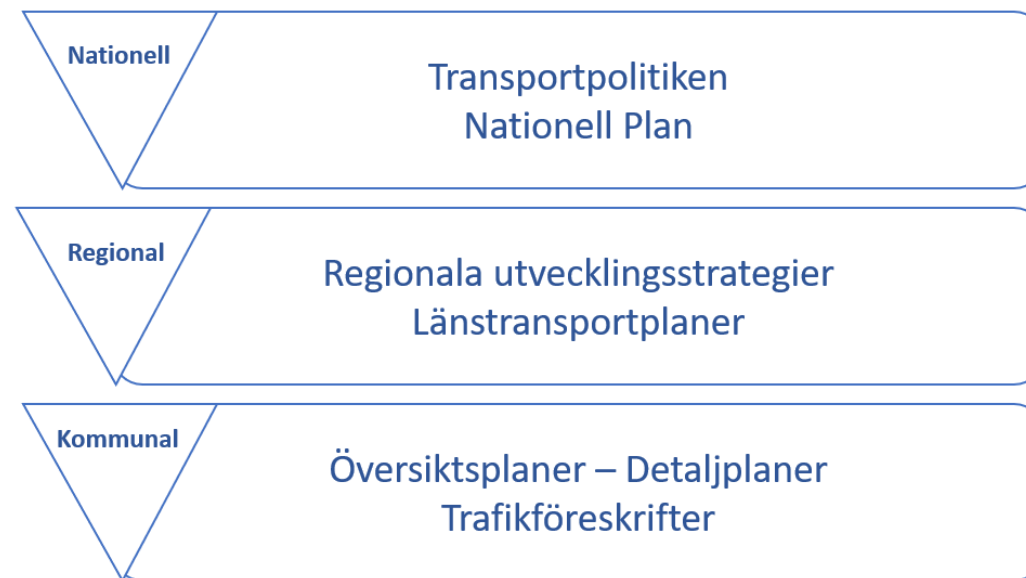 Nationell
Transportpolitiken
Nationell Plan
Regional
Regionala utvecklingsstrategier
Länstransportplaner
Kommunal
Översiktsplaner – Detaljplaner
Trafikföreskrifter